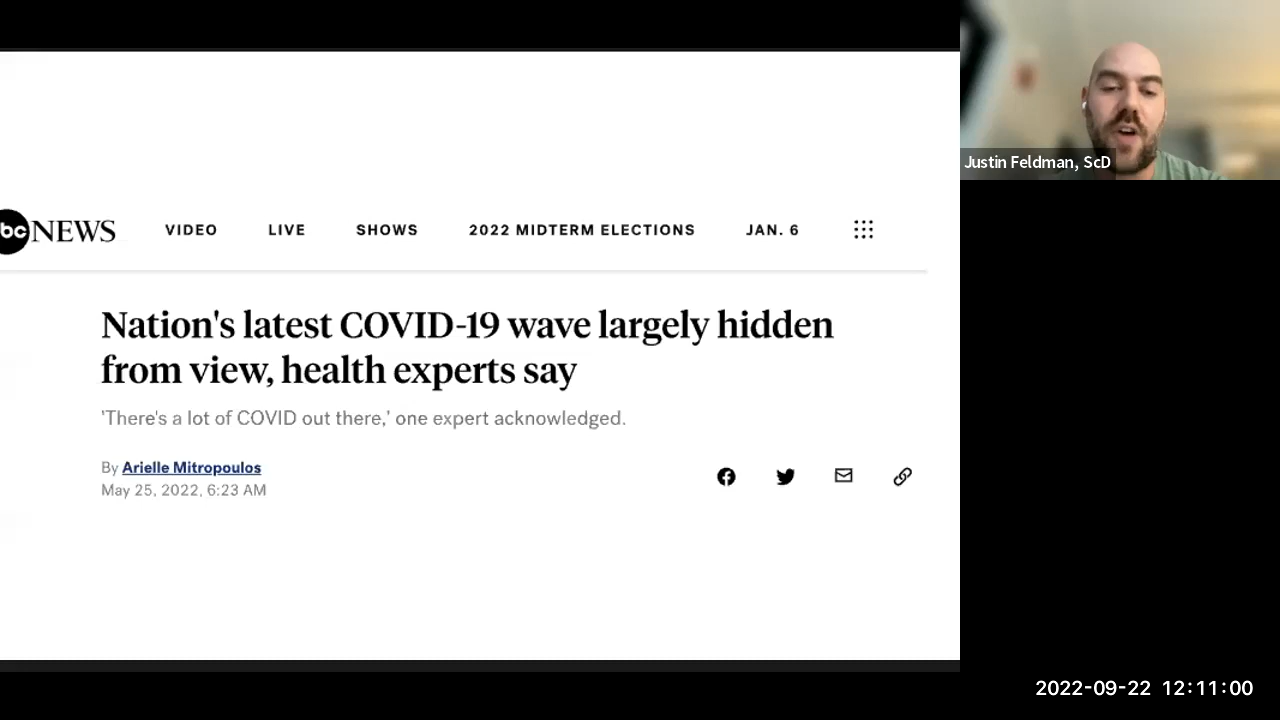 bc NEWS
VIDEO
LIVE
SHOWS
2022 MIDTERM ELECTIONS
JAN. 6
Nation's latest COVID-19 wave largely hidden
from view, health experts say
'There's a lot of COVID out there,' one expert acknowledged.
By Arielle Mitropoulos
May 25, 2022, 6:23 AM
Justin Feldman, ScD
2022-09-22 12:11:00